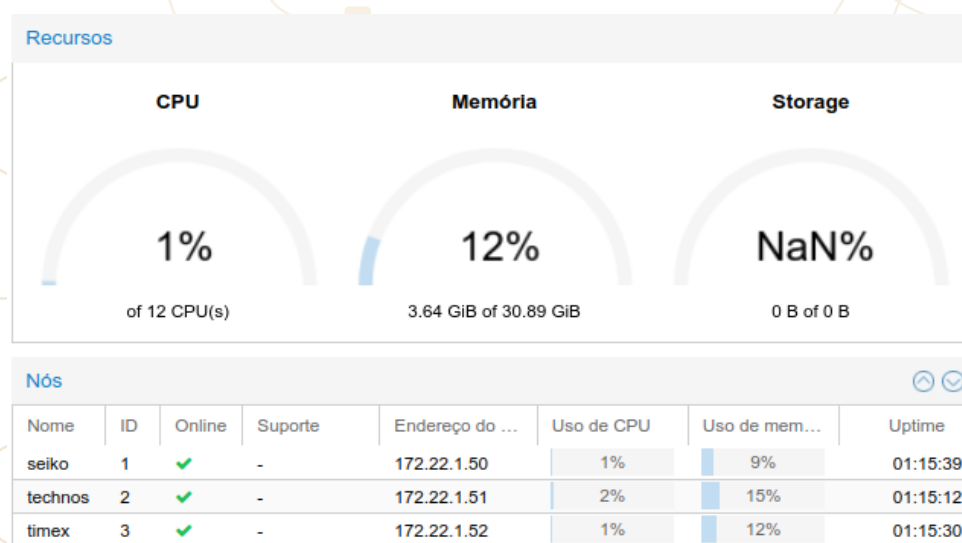 Recursos
CPU Memória Storage
1% 12% NaN%
of 12 CPU(s) 3.64 GiB of 30.89 GiB 0 B of 0 B
Nós
Nome ID Online Suporte Endereço do ... Uso de CPU Uso de mem... Uptime
seiko 1 - 172.22.1.50 1% 9% 01:15:39
technos 2 - 172.22.1.51 2% 15% 01:15:12
timex 3 - 172.22.1.52 1% 12% 01:15:30